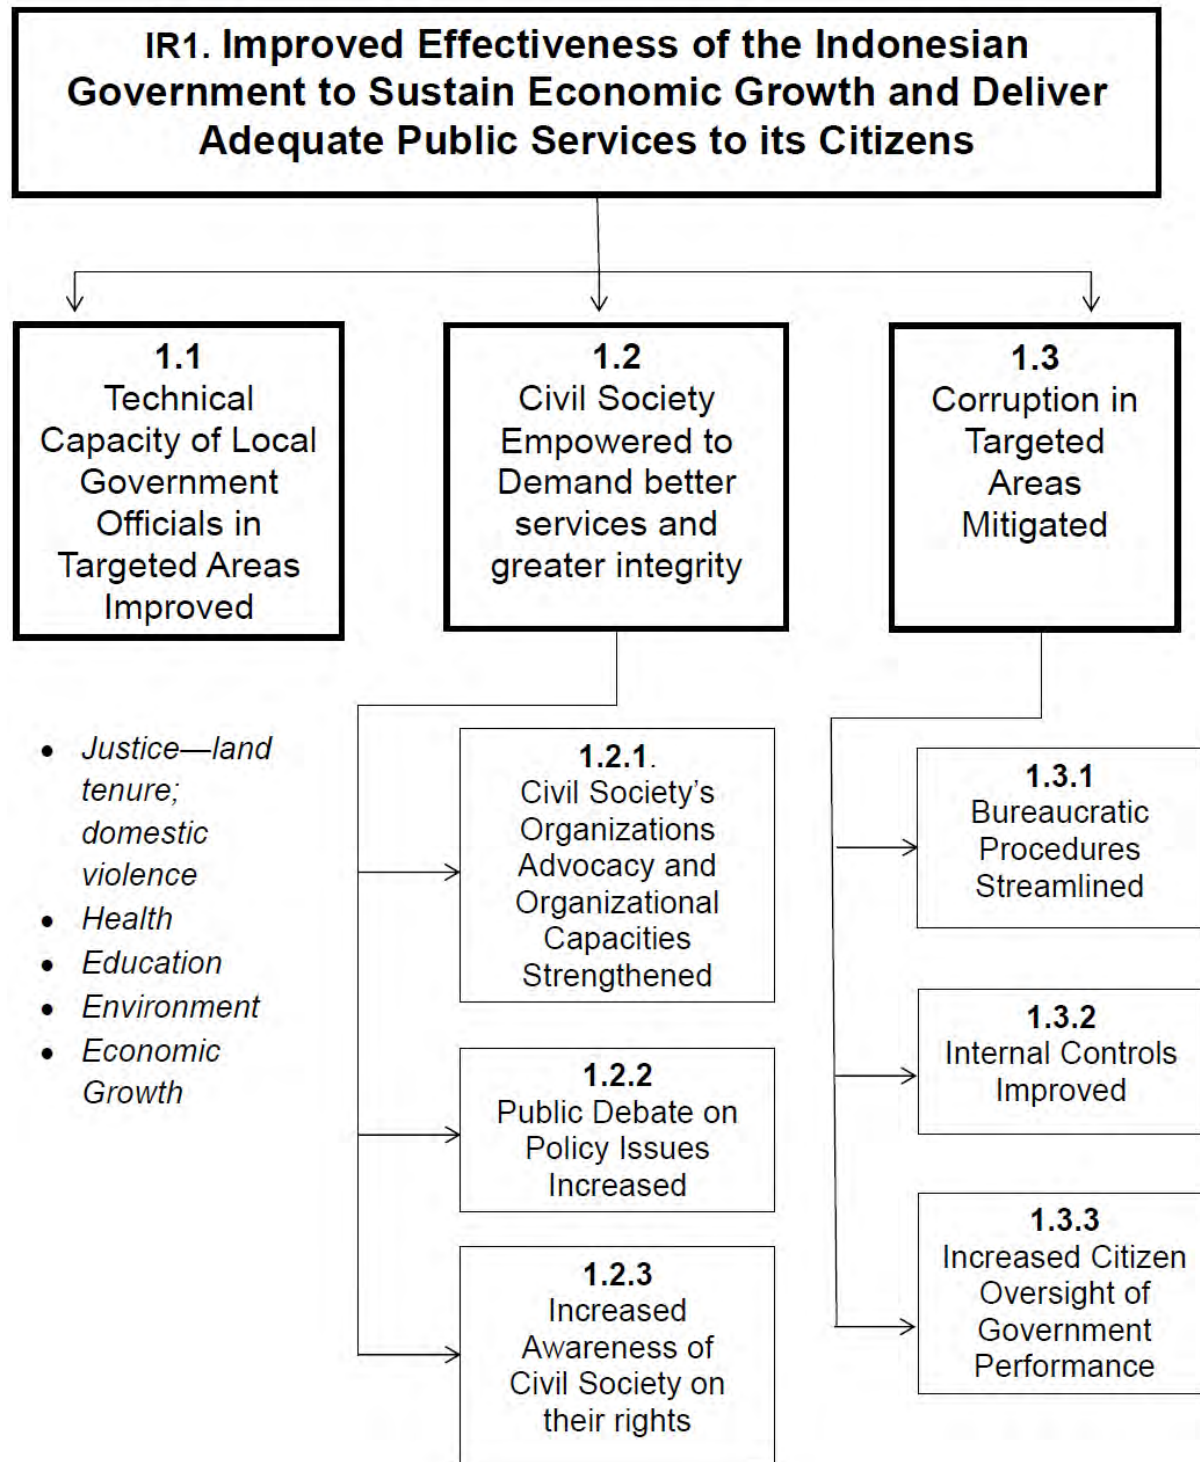 IR1. Improved Effectiveness of the Indonesian
Government to Sustain Economic Growth and Deliver
Adequate Public Services to its Citizens
1.1
Technical
Capacity of Local
Government
Officials in
Targeted Areas
Improved
1.2
Civil Society
Empowered to
Demand better
services and
greater integrity
1.3
Corruption in
Targeted
Areas
Mitigated
• Justice—land
tenure;
domestic
violence
• Health
• Education
• Environment
• Economic
Growth
1.2.1.
Civil Society's
Organizations
Advocacy and
Organizational
Capacities
Strengthened
1.2.2
Public Debate on
Policy Issues
Increased
1.2.3
Increased
Awareness of
Civil Society on
their rights
1.3.1
Bureaucratic
Procedures
Streamlined
1.3.2
Internal Controls
Improved
1.3.3
Increased Citizen
Oversight of
Government
Performance